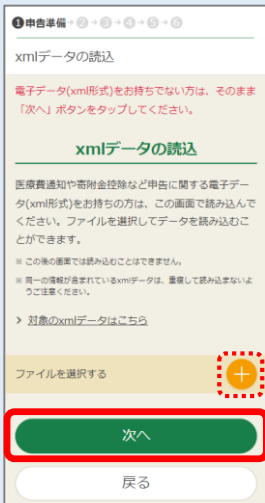 ❶申告準備→②→③→④→⑤→⑥
xmlデータの読込
電子データ(xml形式)をお持ちでない方は、そのまま
「次へ」ボタンをタップしてください。
xmlデータの読込
医療費通知や寄附金控除など申告に関する電子デー
タ(xml形式)をお持ちの方は、この画面で読み込んで
ください。ファイルを選択してデータを読み込むこ
とができます。
※ この後の画面では読み込むことはできません。
※ 同一の情報が含まれているxmlデータは、重複して読み込まないよ
うご注意ください。
> 対象のxmlデータはこちら
ファイルを選択する
次へ
戻る